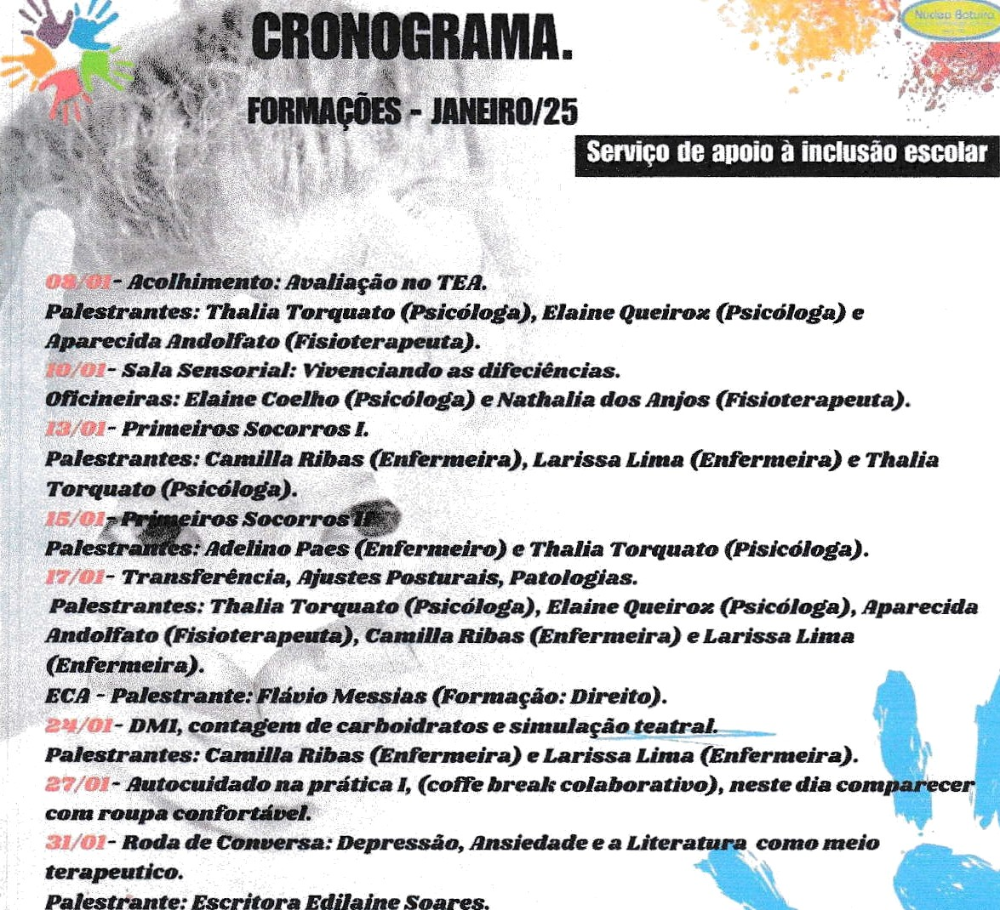 CRONOGRAMA.
Núcleo Batuíra
FORMAÇÕES - JANEIRO/25
Serviço de apoio à inclusão escolar
08/01- Acolhimento: Avaliação no TEA.
Palestrantes: Thalia Torquato (Psicóloga), Elaine Queiroz (Psicóloga) e
Aparecida Andolfato (Fisioterapeuta).
10/01- Sala Sensorial: Vivenciando as difeciências.
Oficineiras: Elaine Coelho (Psicóloga) e Nathalia dos Anjos (Fisioterapeuta).
13/01- Primeiros Socorros I.
Palestrantes: Camilla Ribas (Enfermeira), Larissa Lima (Enfermeira) e Thalia
Torquato (Psicóloga).
15/01- Primeiros Socorros II
Palestrantes: Adelino Paes (Enfermeiro) e Thalia Torquato (Pisicóloga).
17/01- Transferência, Ajustes Posturais, Patologias.
Palestrantes: Thalia Torquato (Psicóloga), Elaine Queiroz (Psicóloga), Aparecida
Andolfato (Fisioterapeuta), Camilla Ribas (Enfermeira) e Larissa Lima
(Enfermeira).
ECA - Palestrante: Flávio Messias (Formação: Direito).
24/01- DM1, contagem de carboidratos e simulação teatral.
Palestrantes: Camilla Ribas (Enfermeira) e Larissa Lima (Enfermeira).
27/01- Autocuidado na prática I, (coffe break colaborativo), neste dia comparecer
com roupa confortável.
31/01- Roda de Conversa: Depressão, Ansiedade e a Literatura como meio
terapeutico.
Palestrante: Escritora Edilaine Soares.